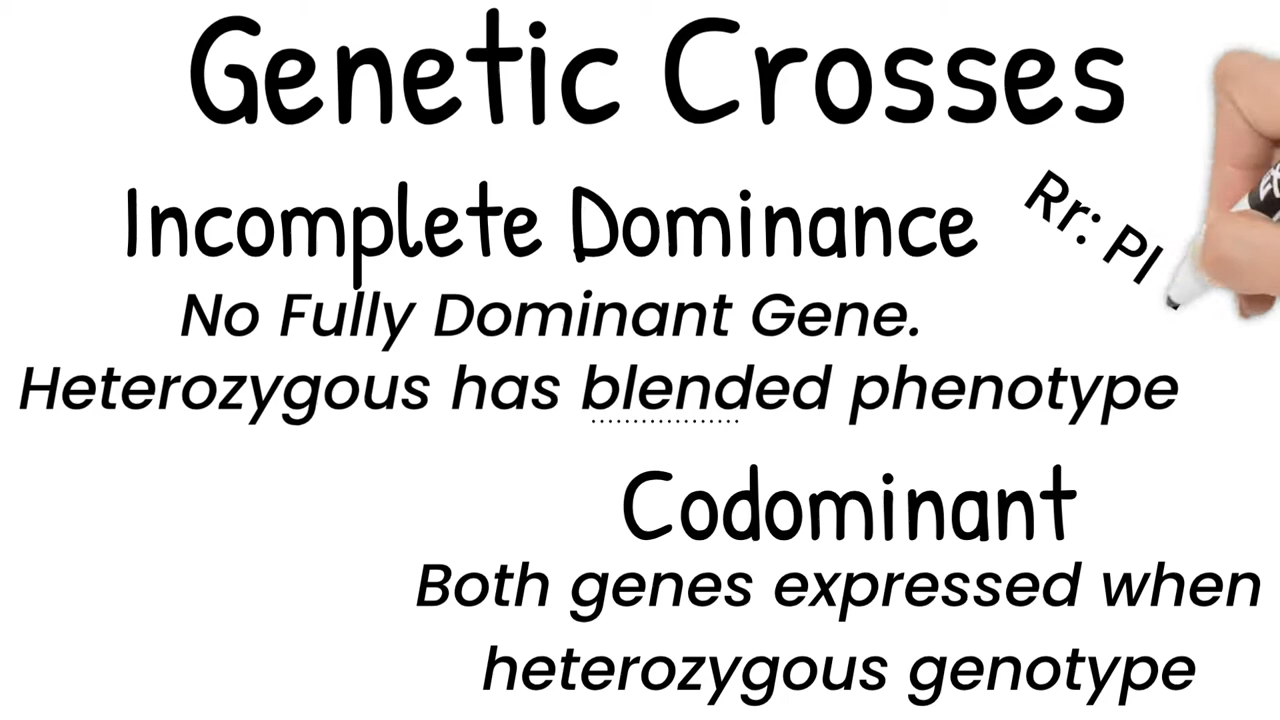 Genetic Crosses
Incomplete Dominance
Rr: PI
No Fully Dominant Gene.
Heterozygous has blended phenotype
Codominant
Both genes expressed when
heterozygous genotype